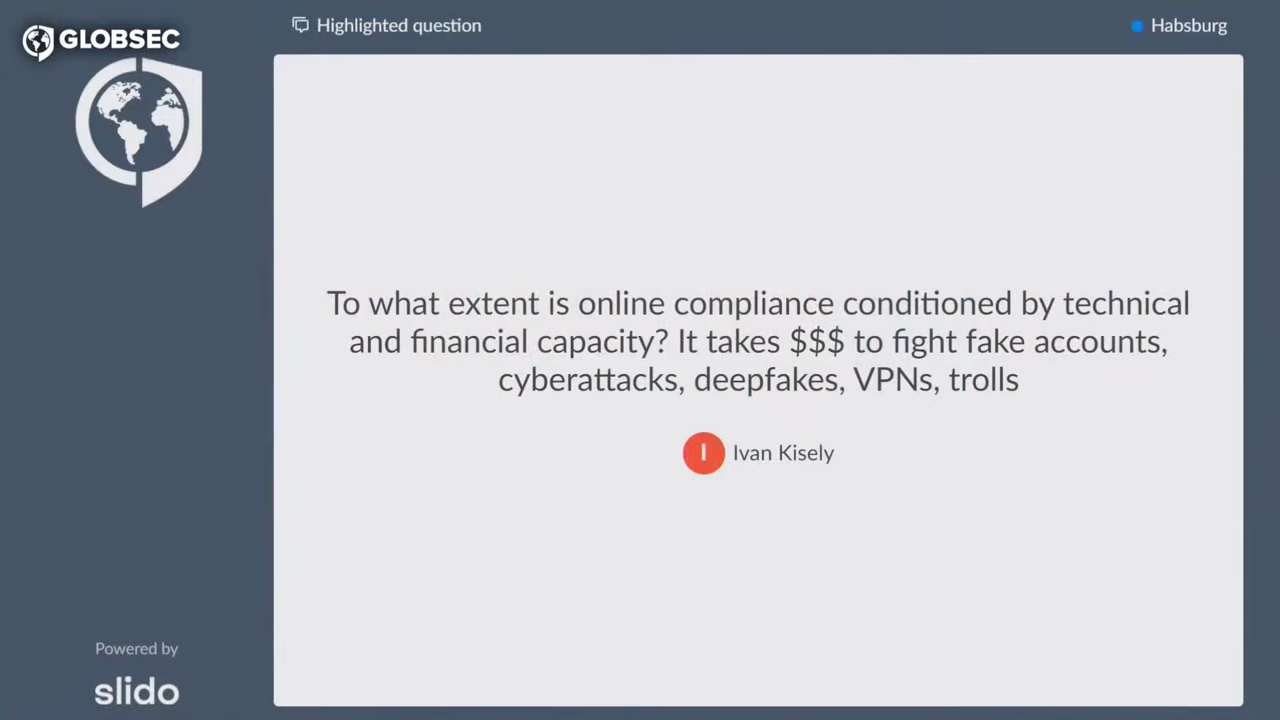 GLOBSEC
Highlighted question
Habsburg
To what extent is online compliance conditioned by technical
and financial capacity? It takes $$$ to fight fake accounts,
cyberattacks, deepfakes, VPNs, trolls
I
Ivan Kisely
Powered by
slido